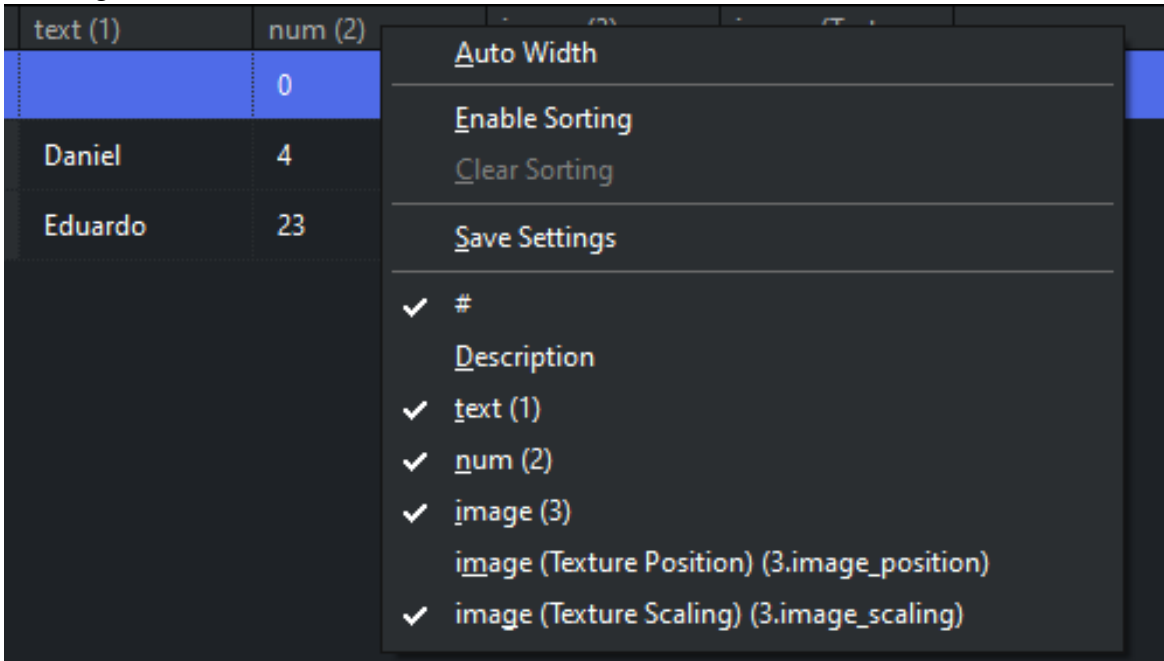 text (1) num (2)
Auto Width
0
Enable Sorting
Daniel 4
Clear Sorting
Eduardo 23
Save Settings
#
Description
text (1)
num (2)
image (3)
image (Texture Position) (3.image_position)
image (Texture Scaling) (3.image_scaling)